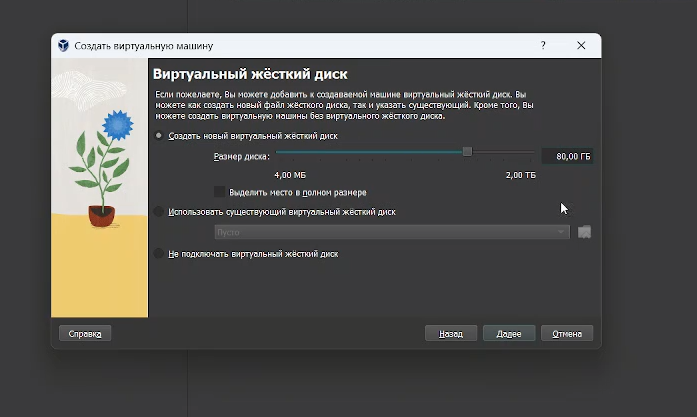 Создать виртуальную машину
?
Виртуальный жёсткий диск
Если пожелаете, Вы можете добавить к создаваемой машине виртуальный жёсткий диск. Вы
можете как создать новый файл жёсткого диска, так и указать существующий. Кроме того, Вы
можете создать виртуальную машины без виртуального жёсткого диска.
Создать новый виртуальный жёсткий диск
Размер диска:
80,00 ГБ
4,00 МБ
2,00 ТБ
Выделить место в полном размере
Использовать существующий виртуальный жёсткий диск
Пусто
Не подключать виртуальный жёсткий диск
Справка
Назад
Далее
Отмена